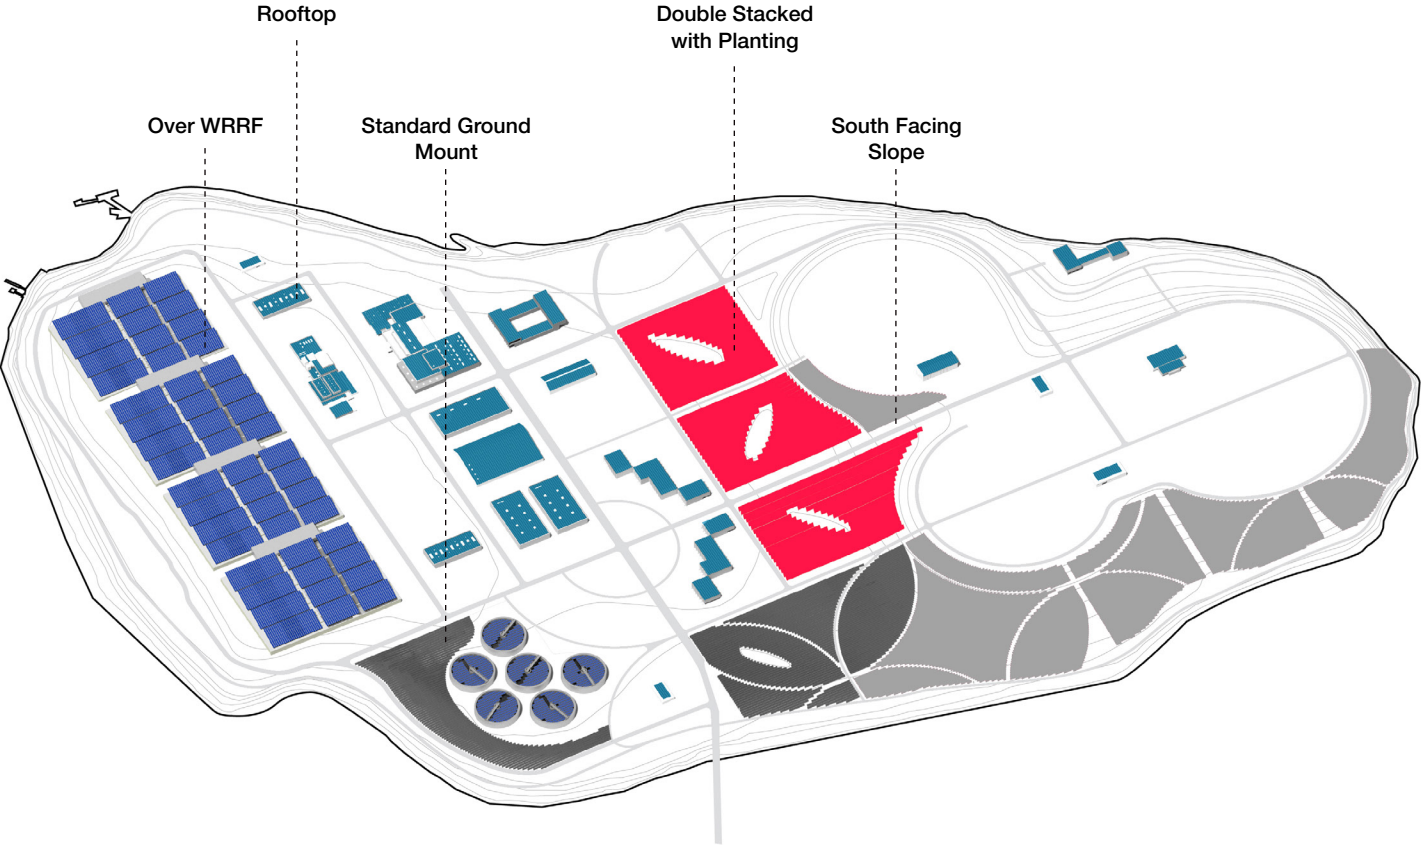 Rooftop
Double Stacked
with Planting
Over WRRF
Standard Ground
Mount
South Facing
Slope